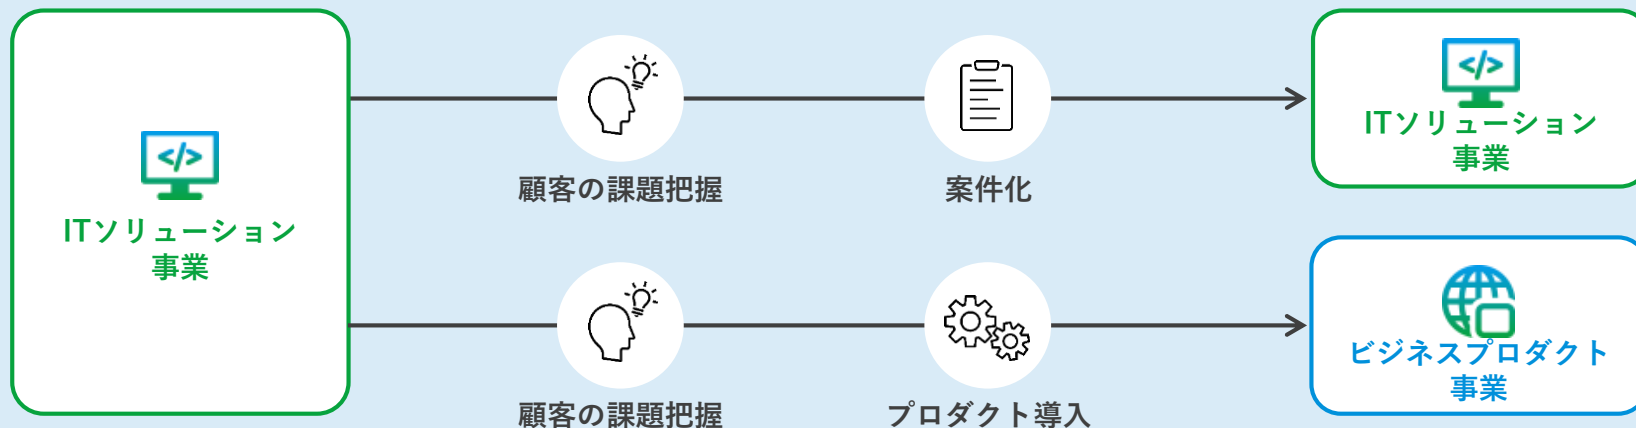 ITソリューション
事業
顧客の課題把握
案件化
ITソリューション
事業
顧客の課題把握
プロダクト導入
ビジネスプロダクト
事業